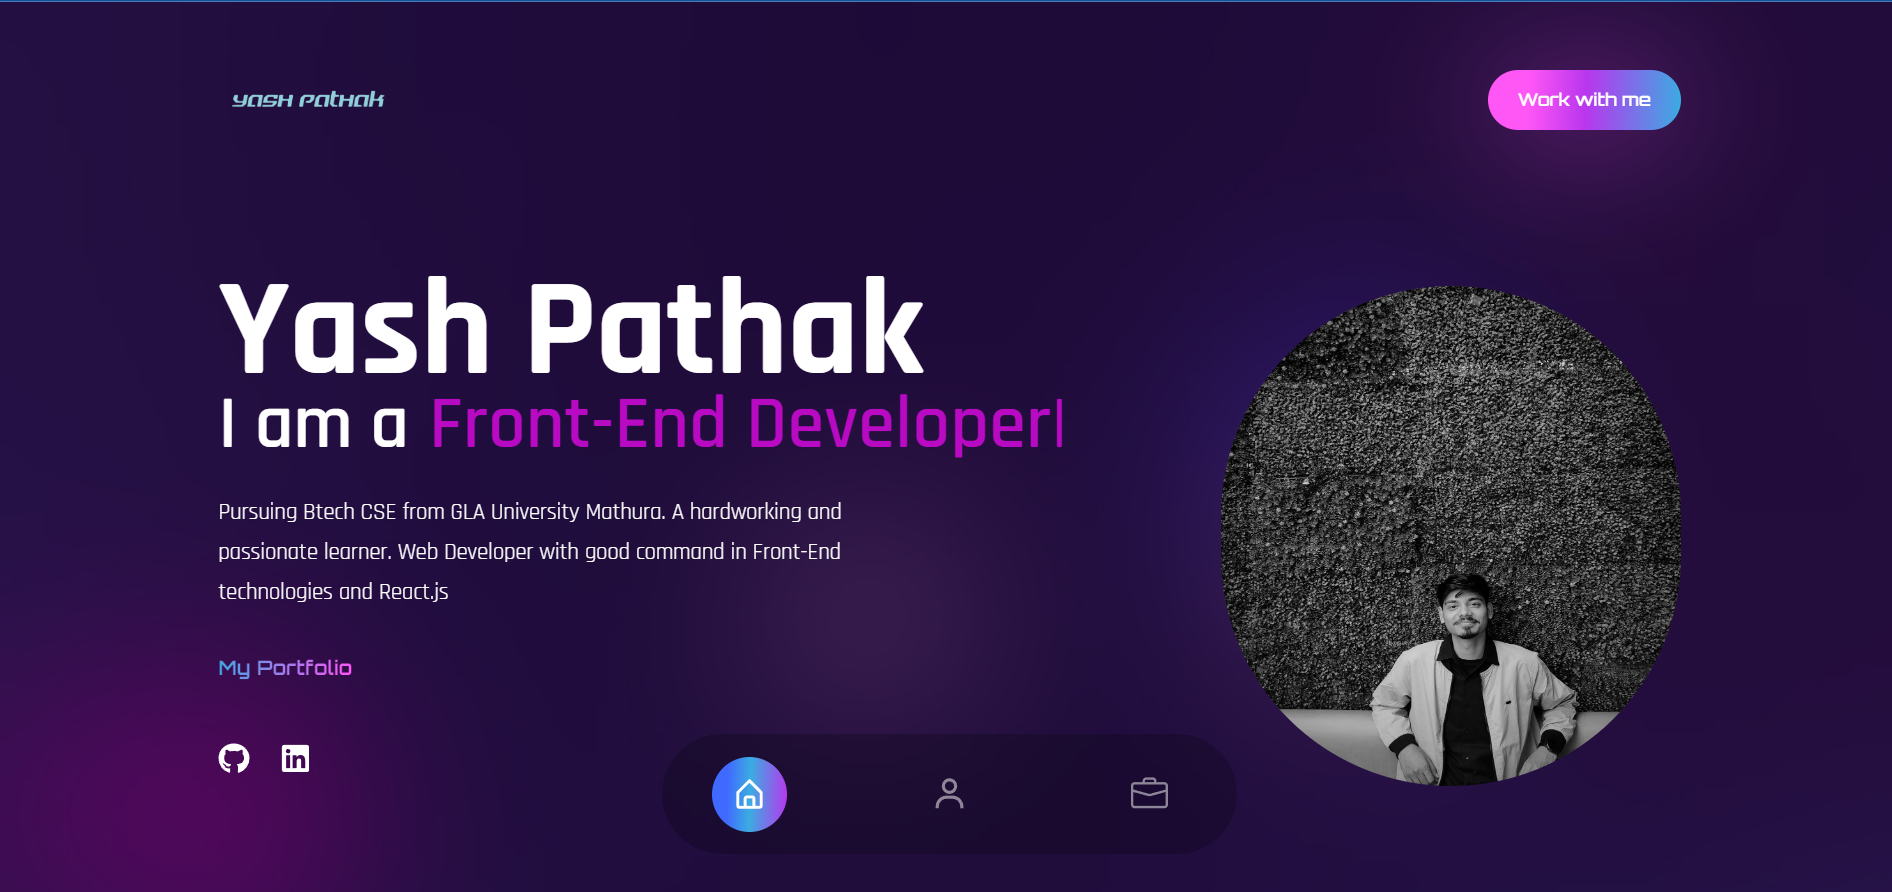 Yash Pathak
Work with me
Yash Pathak
I am a Front-End Developer|
Pursuing Btech CSE from GLA University Mathura. A hardworking and
passionate learner. Web Developer with good command in Front-End
technologies and React.js
My Portfolio
in